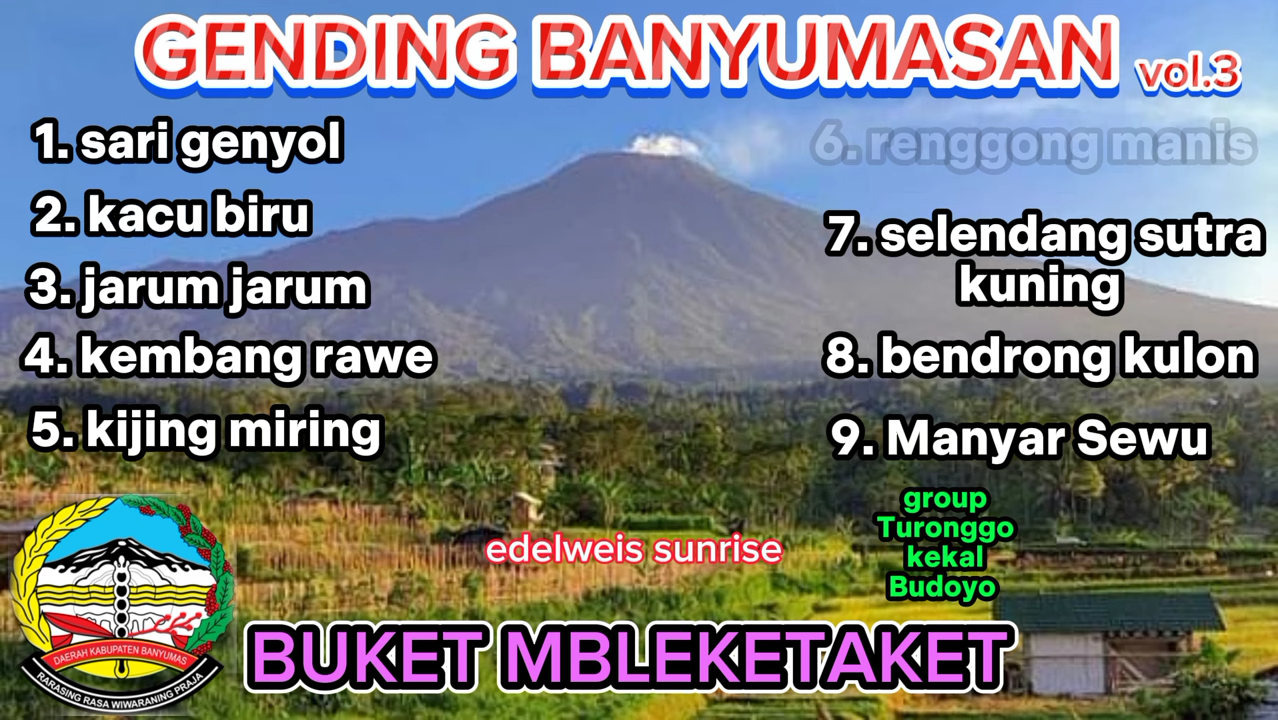 GENDING BANYUMASAN vol.3
1. sari genyol
2. kacu biru
3. jarum jarum
4. kembang rawe
5. kijing miring
6. renggong manis
7. selendang sutra
kuning
8. bendrong kulon
9. Manyar Sewu
group
Turonggo
kekal
Budoyo
edelweis sunrise
DAERAH KABUPATEN BANYUMAS
RARASING RASA WIWARANING PRAJA
BUKET MBLEKETAKET